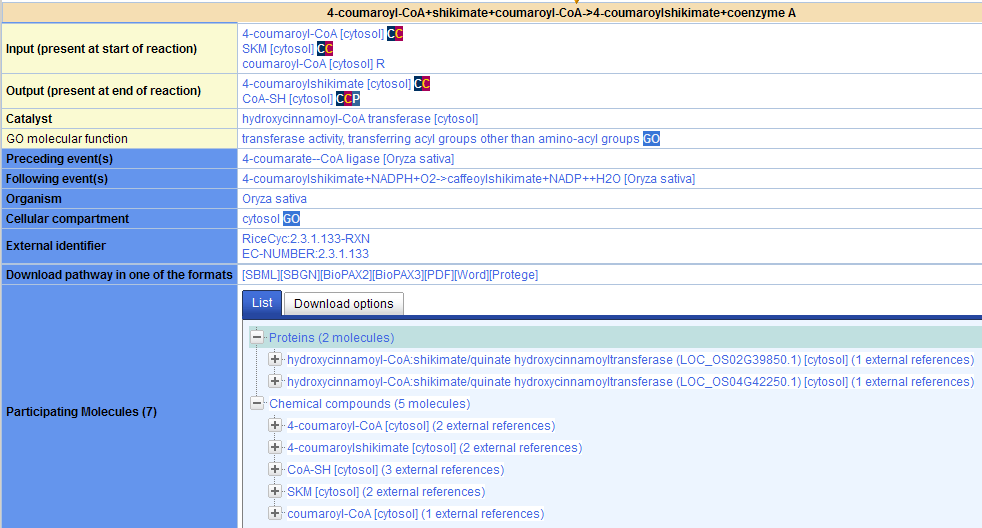 4-coumaroyl-CoA+shikimate+coumaroyl-CoA->4-coumaroylshikimate+coenzyme A
Input (present at start of reaction)
4-coumaroyl-CoA [cytosol] CC
SKM [cytosol] CC
coumaroyl-CoA [cytosol] R
Output (present at end of reaction)
4-coumaroylshikimate [cytosol] CC
CoA-SH [cytosol] CCP
Catalyst
hydroxycinnamoyl-CoA transferase [cytosol]
GO molecular function
transferase activity, transferring acyl groups other than amino-acyl groups GO
Preceding event(s)
4-coumarate--CoA ligase [Oryza sativa]
Following event(s)
4-coumaroylshikimate+NADPH+O2->caffeoylshikimate+NADP++H2O [Oryza sativa]
Organism
Oryza sativa
Cellular compartment
cytosol GO
External identifier
RiceCyc:2.3.1.133-RXN
EC-NUMBER:2.3.1.133
Download pathway in one of the formats
[SBML][SBGN][BioPAX2][BioPAX3][PDF][Word][Protege]
Participating Molecules (7)
List
Download options
Proteins (2 molecules)
hydroxycinnamoyl-CoA:shikimate/quinate hydroxycinnamoyltransferase (LOC_OS02G39850.1) [cytosol] (1 external references)
hydroxycinnamoyl-CoA:shikimate/quinate hydroxycinnamoyltransferase (LOC_OS04G42250.1) [cytosol] (1 external references)
Chemical compounds (5 molecules)
4-coumaroyl-CoA [cytosol] (2 external references)
4-coumaroylshikimate [cytosol] (2 external references)
CoA-SH [cytosol] (3 external references)
SKM [cytosol] (2 external references)
coumaroyl-CoA [cytosol] (1 external references)